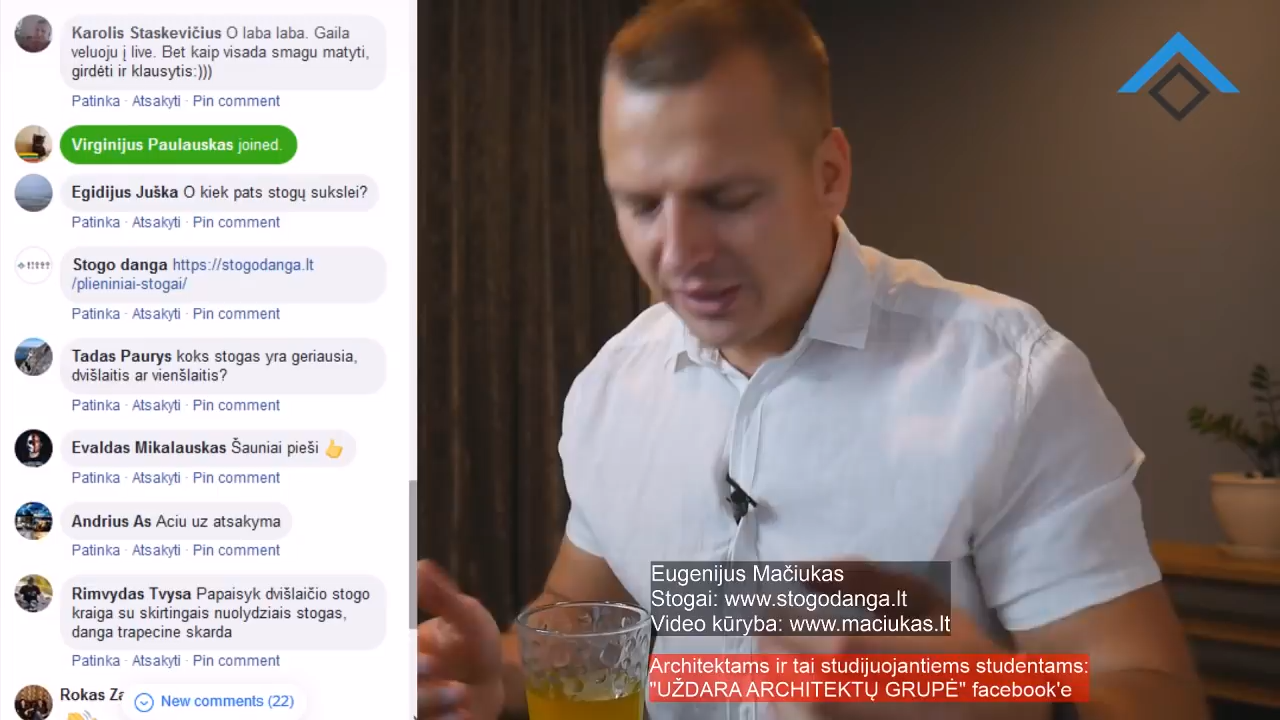 Karolis Staskevičius O laba laba. Gaila
veluoju į live. Bet kaip visada smagu matyti,
girdėti ir klausytis:)))
Patinka · Atsakyti · Pin comment
Virginijus Paulauskas joined.
Egidijus Juška O kiek pats stogų sukslei?
Patinka · Atsakyti · Pin comment
Stogo danga https://stogodanga.lt
/plieniniai-stogai/
Patinka · Atsakyti · Pin comment
Tadas Paurys koks stogas yra geriausia,
dvišlaitis ar vienšlaitis?
Patinka · Atsakyti · Pin comment
Evaldas Mikalauskas Šauniai pieši 👍
Patinka · Atsakyti · Pin comment
Andrius As Aciu uz atsakyma
Patinka · Atsakyti · Pin comment
Rimvydas Tvysa Papaisyk dvišlaičio stogo
kraiga su skirtingais nuolydziais stogas,
danga trapecine skarda
Patinka · Atsakyti · Pin comment
Rokas
New comments (22)
Eugenijus Mačiukas
Stogai: www.stogodanga.lt
Video kūryba: www.maciukas.lt
Architektams ir tai studijuojantiems studentams:
"UŽDARA ARCHITEKTŲ GRUPĖ" facebook'e